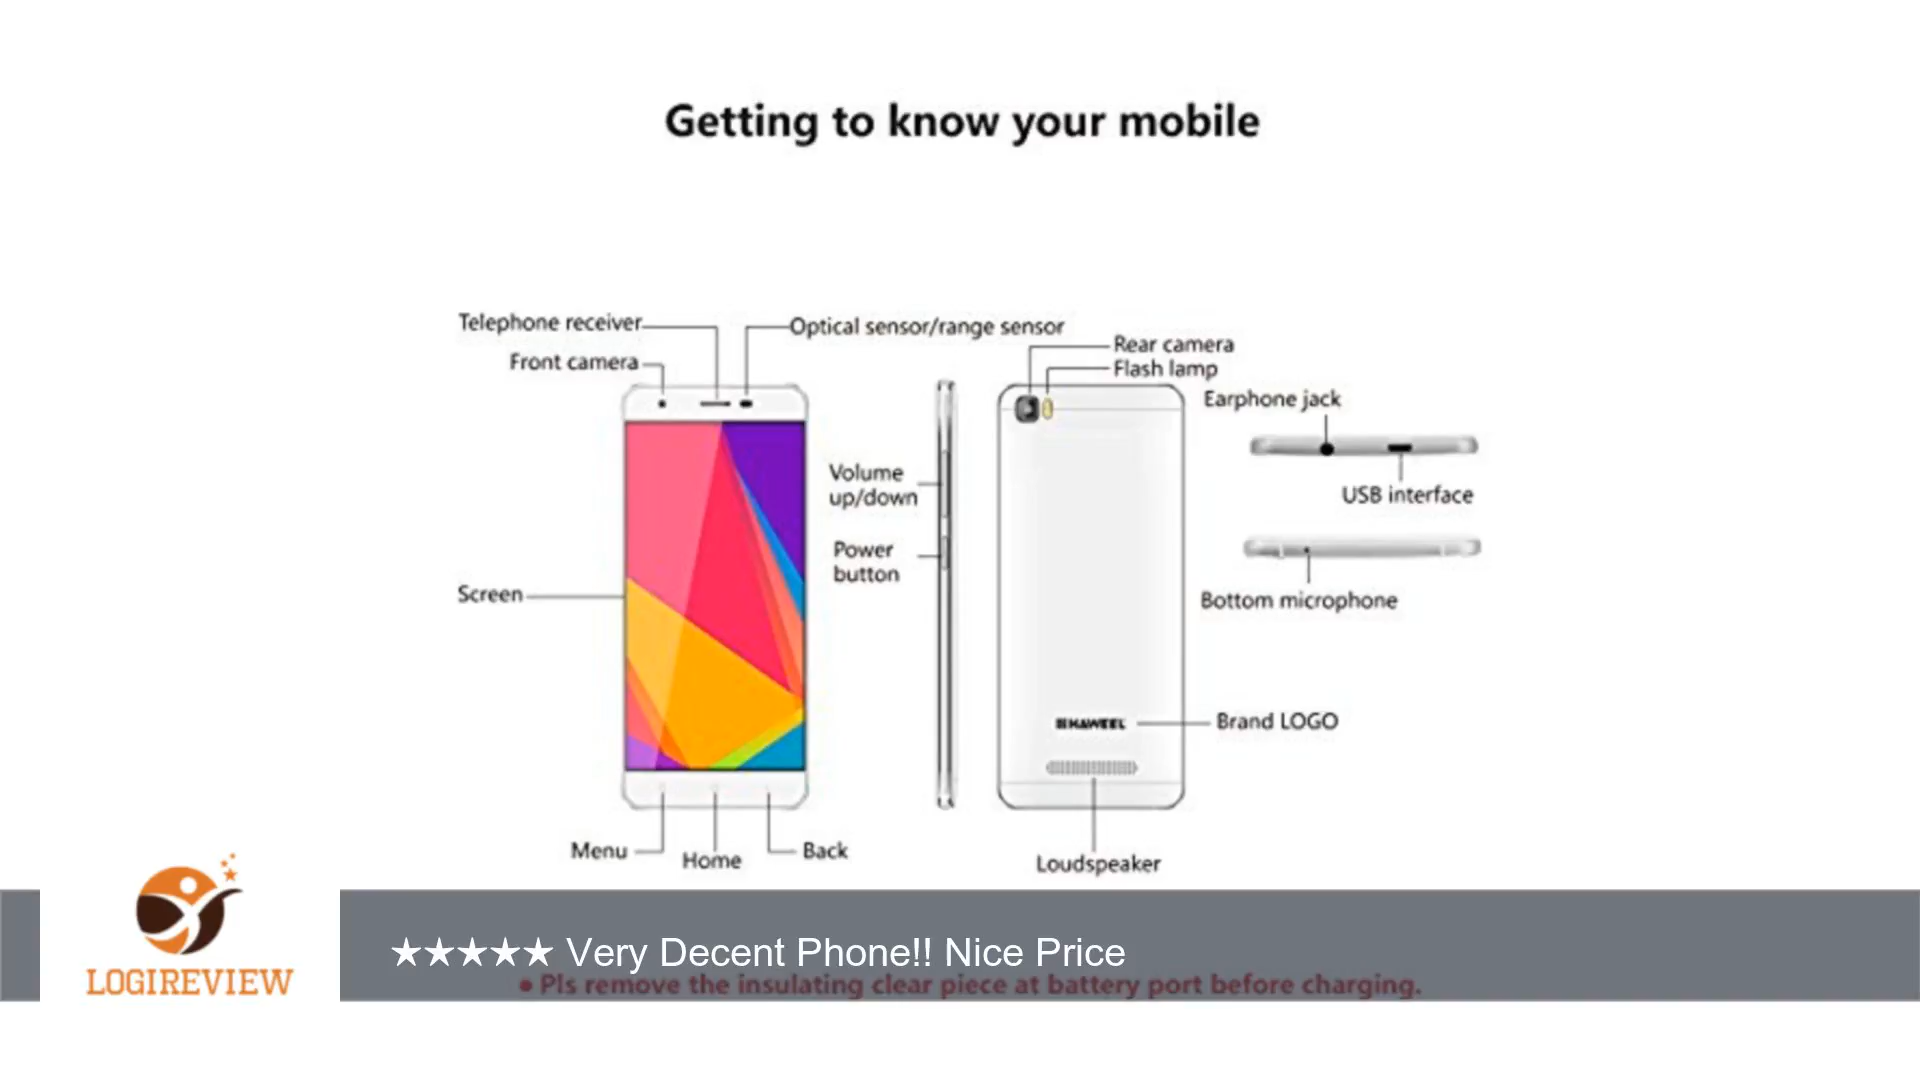 Getting to know your mobile
Telephone receiver
Optical sensor/range sensor
Front camera
Rear camera
Flash lamp
Earphone jack
Volume
up/down
USB interface
Power
button
Screen
Bottom microphone
HAWEEL
Brand LOGO
Menu
Home
Back
Loudspeaker
★★★★★ Very Decent Phone!! Nice Price
• Pls remove the insulating clear piece at battery port before charging.
LOGIREVIEW